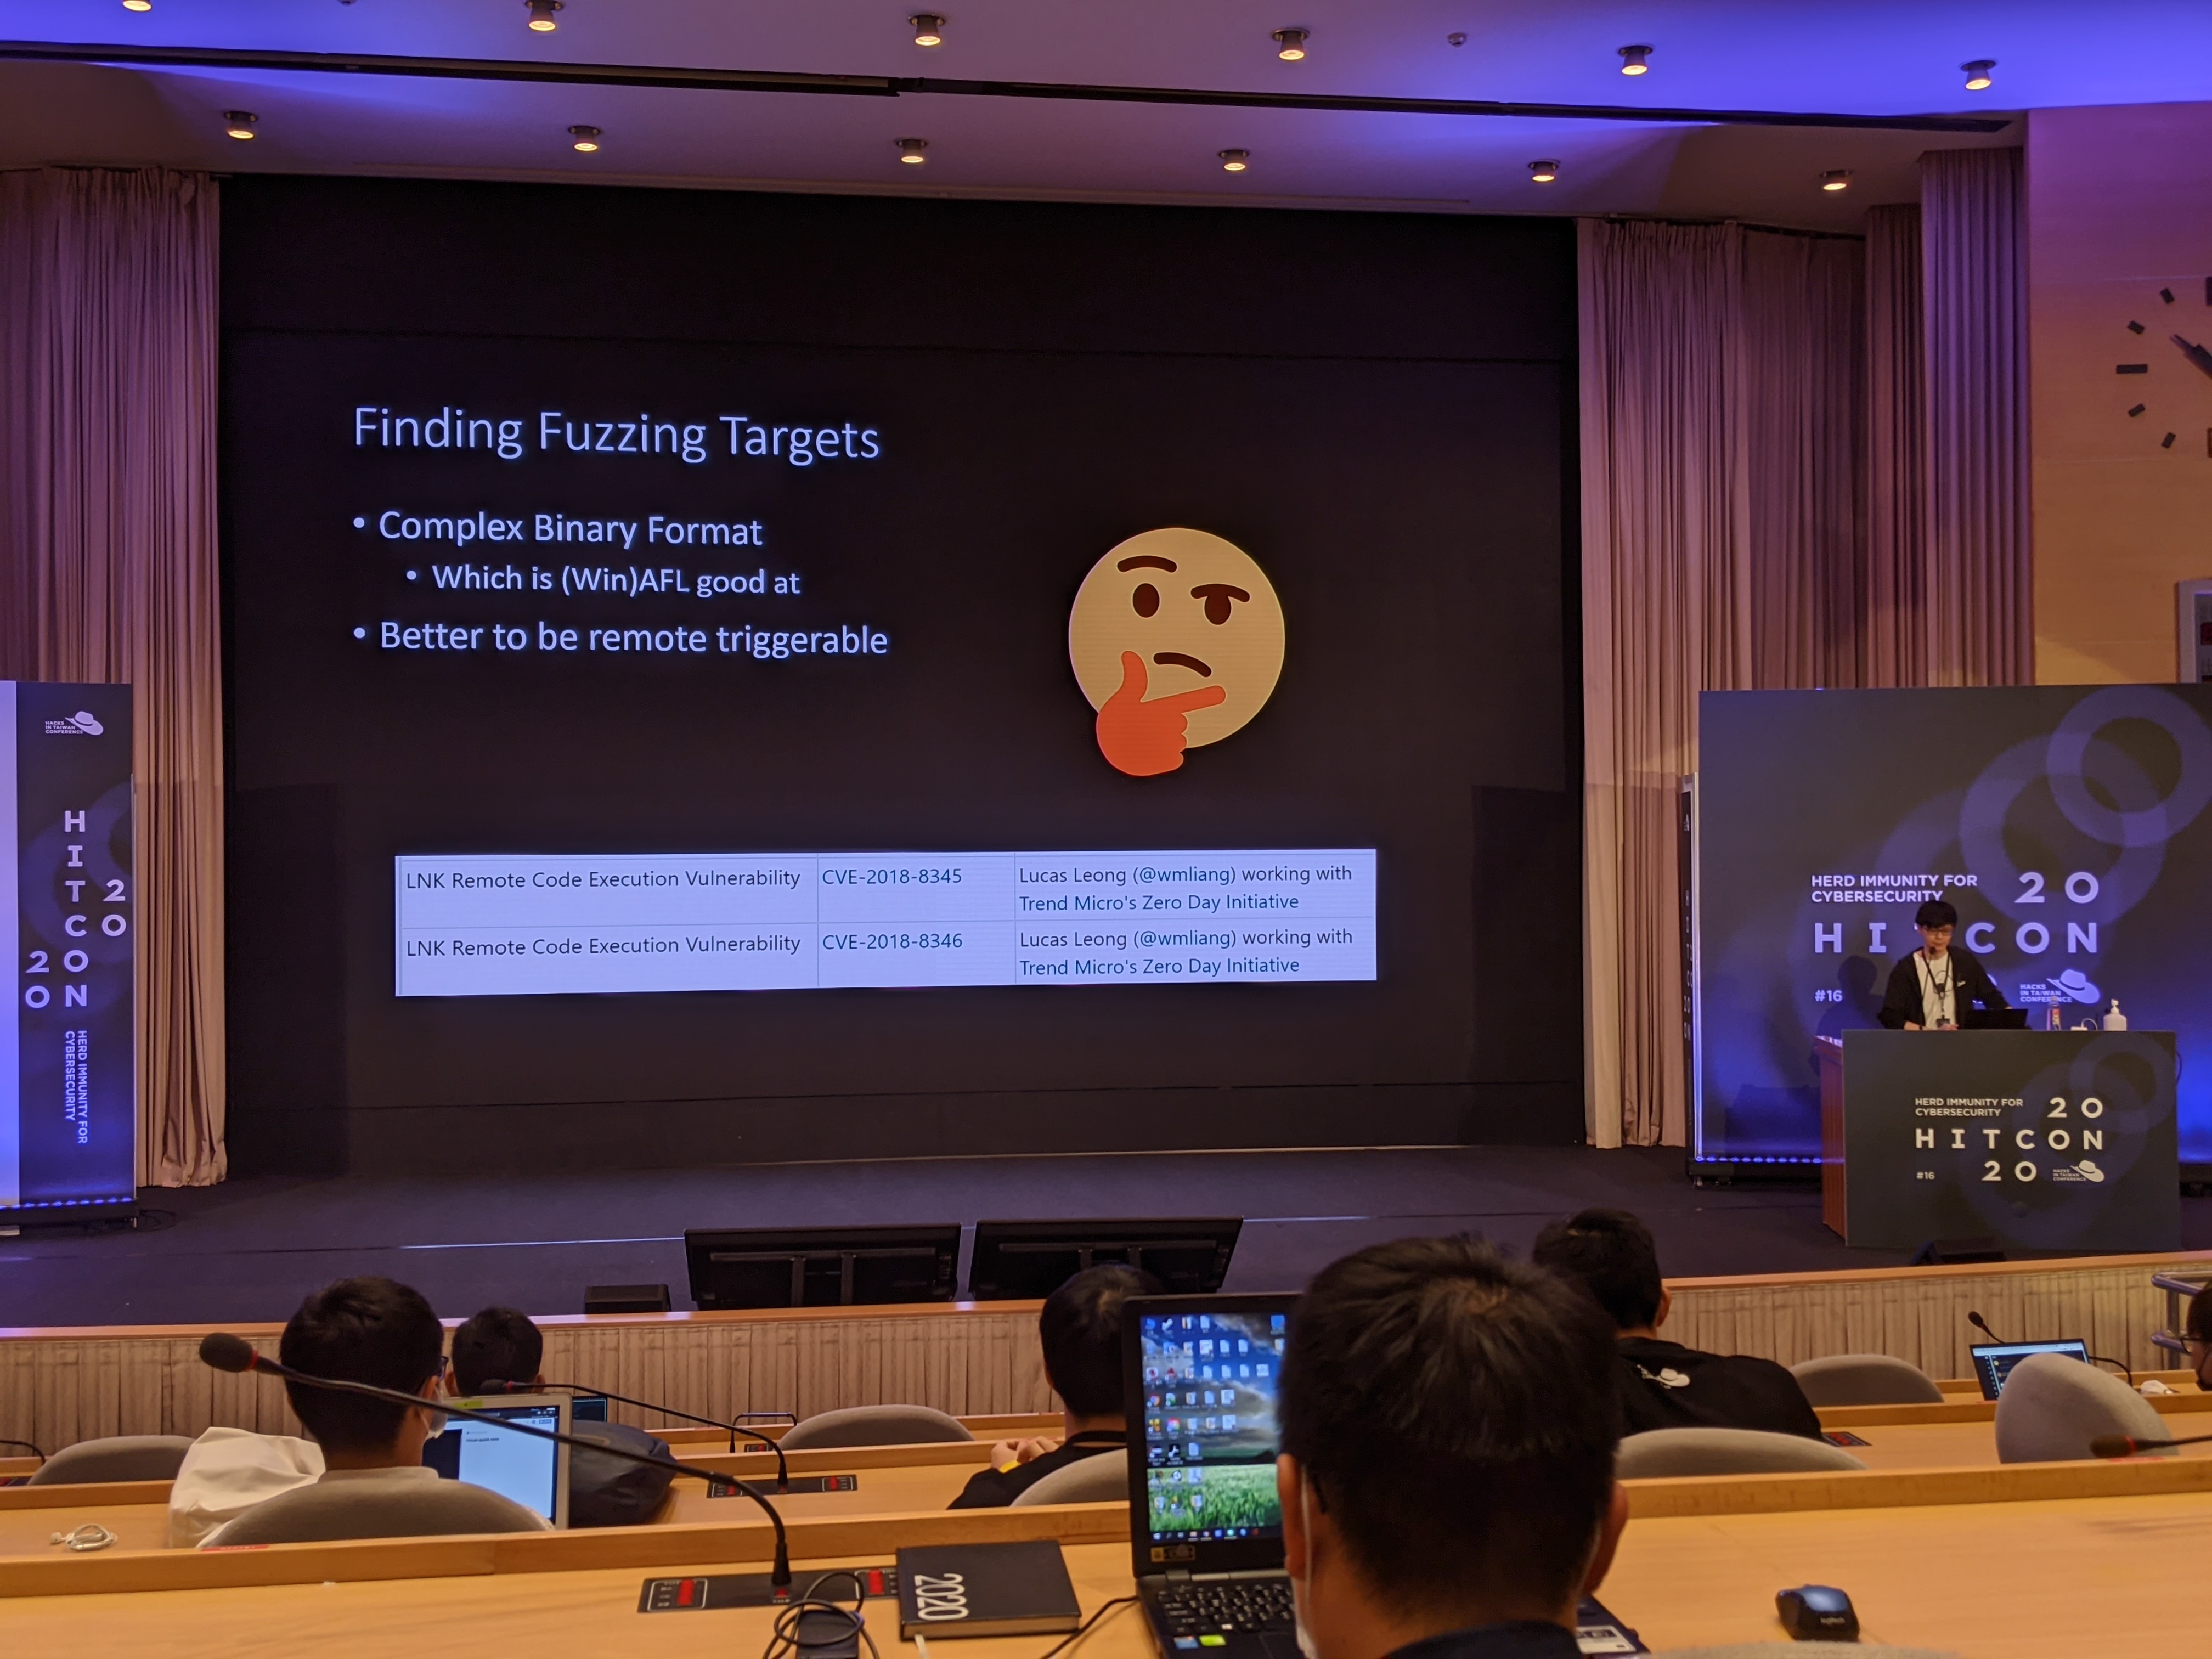 Finding Fuzzing Targets
• Complex Binary Format
• Which is (Win)AFL good at
• Better to be remote triggerable
LNK Remote Code Execution Vulnerability
CVE-2018-8345
Lucas Leong (@wmliang) working with
Trend Micro's Zero Day Initiative
LNK Remote Code Execution Vulnerability
CVE-2018-8346
Lucas Leong (@wmliang) working with
Trend Micro's Zero Day Initiative
HACKS
IN TAIWAN
CONFERENCE
HITCON
20
20
HERD IMMUNITY FOR
CYBERSECURITY
HERD IMMUNITY FOR
CYBERSECURITY
20
HITCON
#16
HACKS
IN TAIWAN
CONFERENCE
HERD IMMUNITY FOR
CYBERSECURITY
20
HITCON
#16
20
HACKS
IN TAIWAN
CONFERENCE
2020
logitech